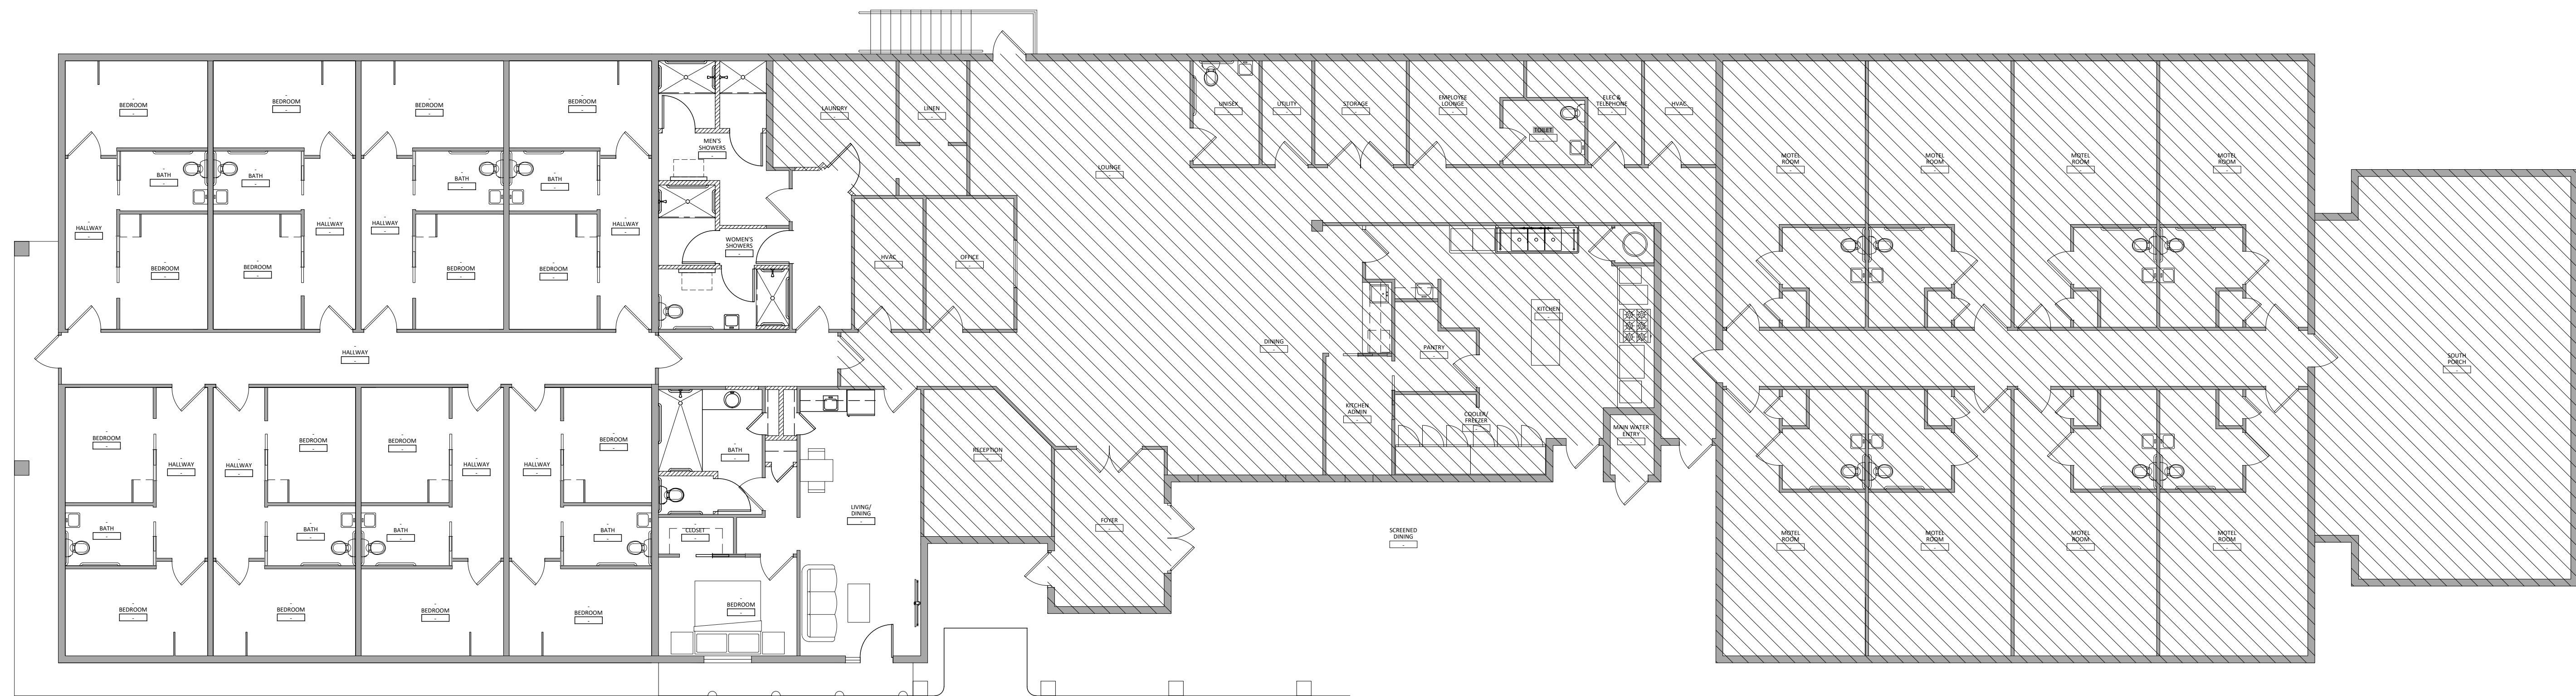 BEDROOM
-
BEDROOM
-
BEDROOM
-
BEDROOM
-
LAUNDRY
-
LINEN
-
UNISEX
-
UTILITY
-
STORAGE
-
EMPLOYEE
LOUNGE
-
ELEC &
TELEPHONE
-
HVAC
-
TOILET
-
MEN'S
SHOWERS
-
BATH
-
BATH
-
BATH
-
BATH
-
LOUNGE
-
MOTEL
ROOM
-
MOTEL
ROOM
-
MOTEL
ROOM
-
MOTEL
ROOM
-
HALLWAY
-
HALLWAY
-
HALLWAY
-
HALLWAY
-
WOMEN'S
SHOWERS
-
BEDROOM
-
BEDROOM
-
BEDROOM
-
BEDROOM
-
HVAC
-
OFFICE
-
KITCHEN
-
HALLWAY
-
DINING
-
PANTRY
-
SOUTH
PORCH
-
KITCHEN
ADMIN
-
COOLER/
FREEZER
-
MAIN WATER
ENTRY
-
BEDROOM
-
BEDROOM
-
BEDROOM
-
BEDROOM
-
HALLWAY
-
HALLWAY
-
HALLWAY
-
HALLWAY
-
BATH
-
RECEPTION
-
LIVING/
DINING
-
BATH
-
BATH
-
BATH
-
BATH
-
CLOSET
-
FOYER
-
SCREENED
DINING
-
MOTEL
ROOM
-
MOTEL
ROOM
-
MOTEL
ROOM
-
MOTEL
ROOM
-
BEDROOM
-
BEDROOM
-
BEDROOM
-
BEDROOM
-
BEDROOM
-